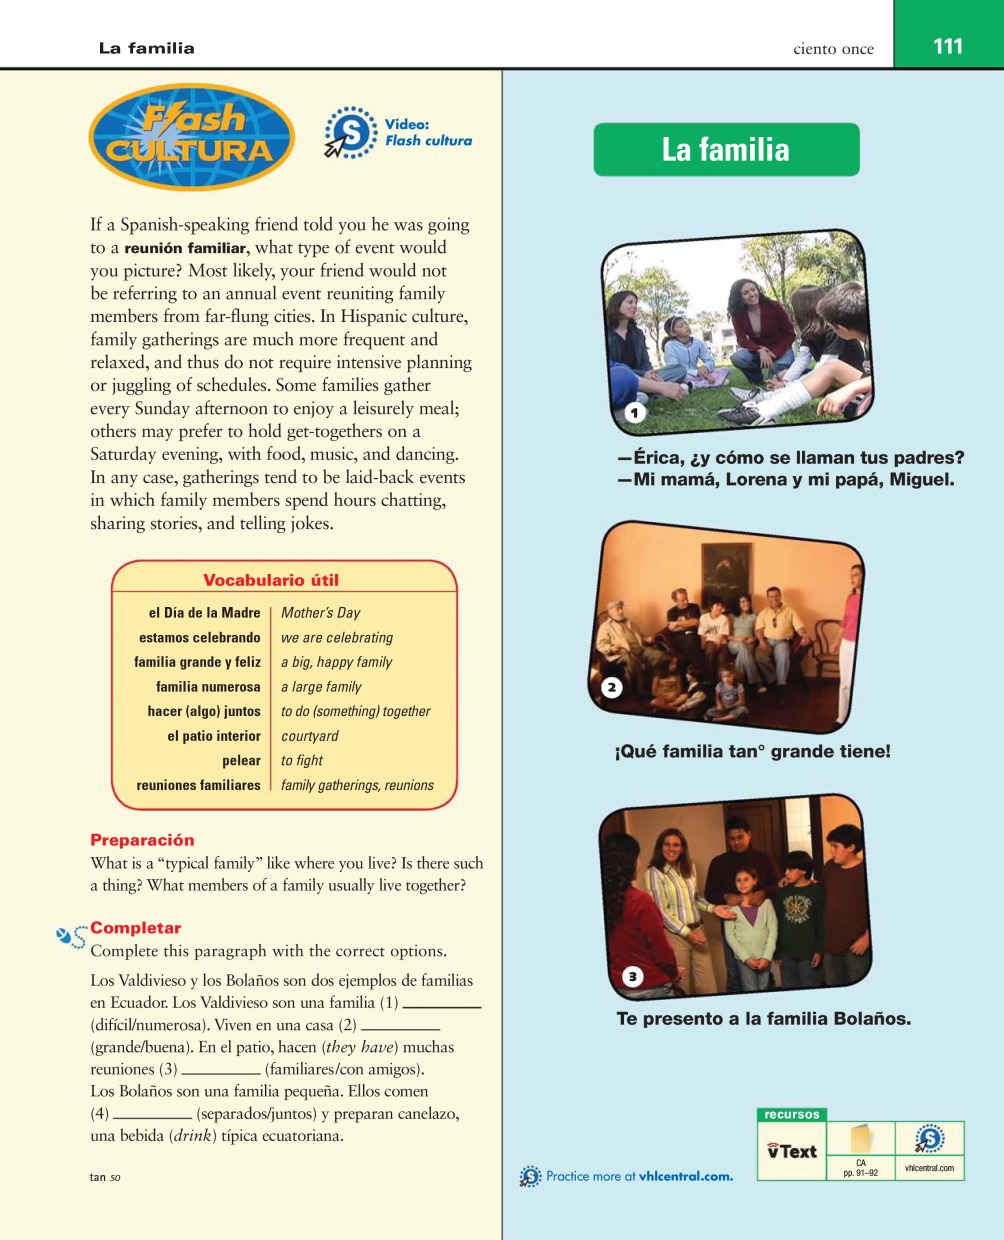 La familia
ciento once
111
Flash
CULTURA
Video:
Flash cultura
If a Spanish-speaking friend told you he was going
to a reunión familiar, what type of event would
you picture? Most likely, your friend would not
be referring to an annual event reuniting family
members from far-flung cities. In Hispanic culture,
family gatherings are much more frequent and
relaxed, and thus do not require intensive planning
or juggling of schedules. Some families gather
every Sunday afternoon to enjoy a leisurely meal;
others may prefer to hold get-togethers on a
Saturday evening, with food, music, and dancing.
In any case, gatherings tend to be laid-back events
in which family members spend hours chatting,
sharing stories, and telling jokes.
Vocabulario útil
el Día de la Madre Mother's Day
estamos celebrando we are celebrating
familia grande y feliz a big, happy family
familia numerosa a large family
hacer (algo) juntos to do (something) together
el patio interior courtyard
pelear to fight
reuniones familiares family gatherings, reunions
Preparación
What is a “typical family” like where you live? Is there such
a thing? What members of a family usually live together?
Completar
Complete this paragraph with the correct options.
Los Valdivieso y los Bolaños son dos ejemplos de familias
en Ecuador. Los Valdivieso son una familia (1) ________
(difícil/numerosa). Viven en una casa (2) ________
(grande/buena). En el patio, hacen (they have) muchas
reuniones (3) ________ (familiares/con amigos).
Los Bolaños son una familia pequeña. Ellos comen
(4) ________ (separados/juntos) y preparan canelazo,
una bebida (drink) típica ecuatoriana.
tan so
La familia
1
—Érica, ¿y cómo se llaman tus padres?
—Mi mamá, Lorena y mi papá, Miguel.
2
¡Qué familia tan° grande tiene!
3
Te presento a la familia Bolaños.
Practice more at vhlcentral.com.
recursos
vText
CA
pp. 91–92
S
vhlcentral.com